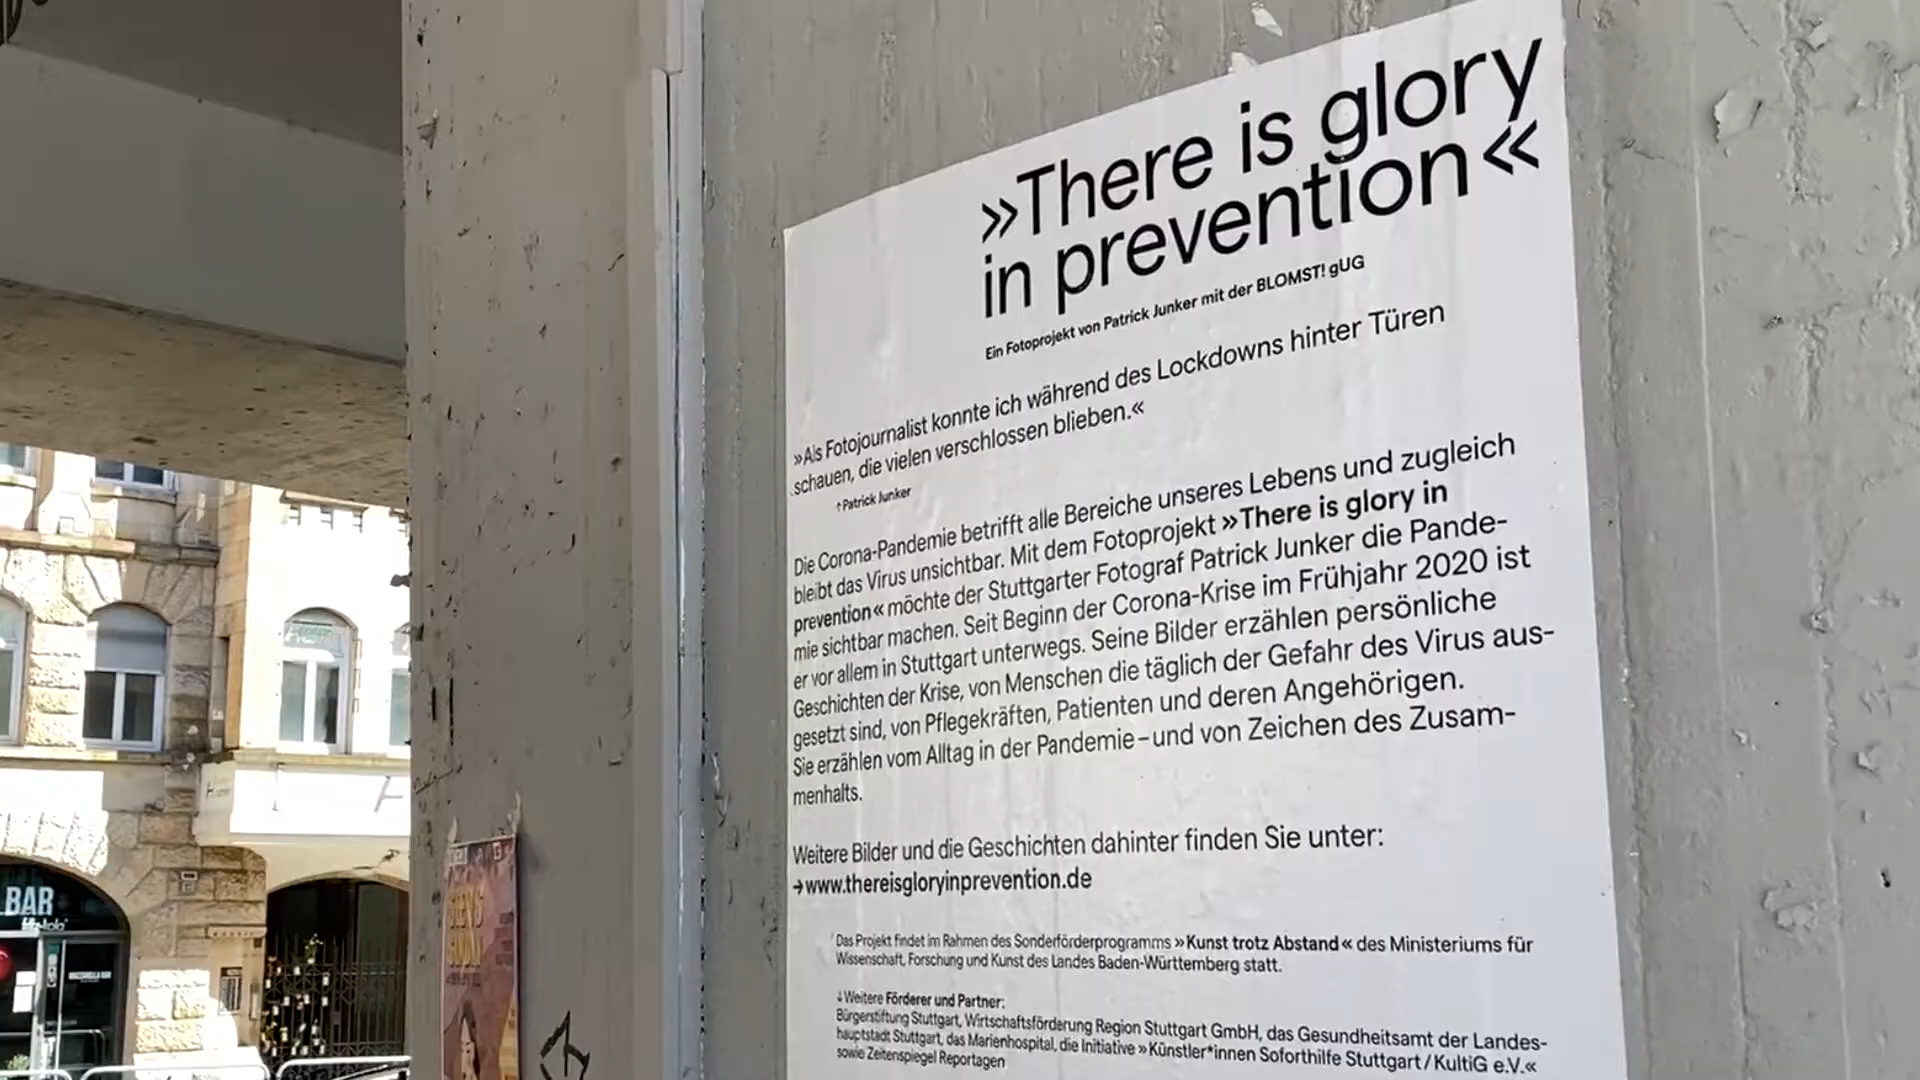 »There is glory
in prevention«
Ein Fotoprojekt von Patrick Junker mit der BLOMST! gUG
»Als Fotojournalist konnte ich während des Lockdowns hinter Türen
schauen, die vielen verschlossen blieben.«
↑ Patrick Junker
Die Corona-Pandemie betrifft alle Bereiche unseres Lebens und zugleich
bleibt das Virus unsichtbar. Mit dem Fotoprojekt »There is glory in
prevention« möchte der Stuttgarter Fotograf Patrick Junker die Pande-
mie sichtbar machen. Seit Beginn der Corona-Krise im Frühjahr 2020 ist
er vor allem in Stuttgart unterwegs. Seine Bilder erzählen persönliche
Geschichten der Krise, von Menschen die täglich der Gefahr des Virus aus-
gesetzt sind, von Pflegekräften, Patienten und deren Angehörigen.
Sie erzählen vom Alltag in der Pandemie – und von Zeichen des Zusam-
menhalts.
Weitere Bilder und die Geschichten dahinter finden Sie unter:
→ www.thereisgloryinprevention.de
Das Projekt findet im Rahmen des Sonderförderprogramms »Kunst trotz Abstand« des Ministeriums für
Wissenschaft, Forschung und Kunst des Landes Baden-Württemberg statt.
↓ Weitere Förderer und Partner:
Bürgerstiftung Stuttgart, Wirtschaftsförderung Region Stuttgart GmbH, das Gesundheitsamt der Landes-
hauptstadt Stuttgart, das Marienhospital, die Initiative »Künstler*innen Soforthilfe Stuttgart / KultiG e.V.«
sowie Zeitenspiegel Reportagen
BAR